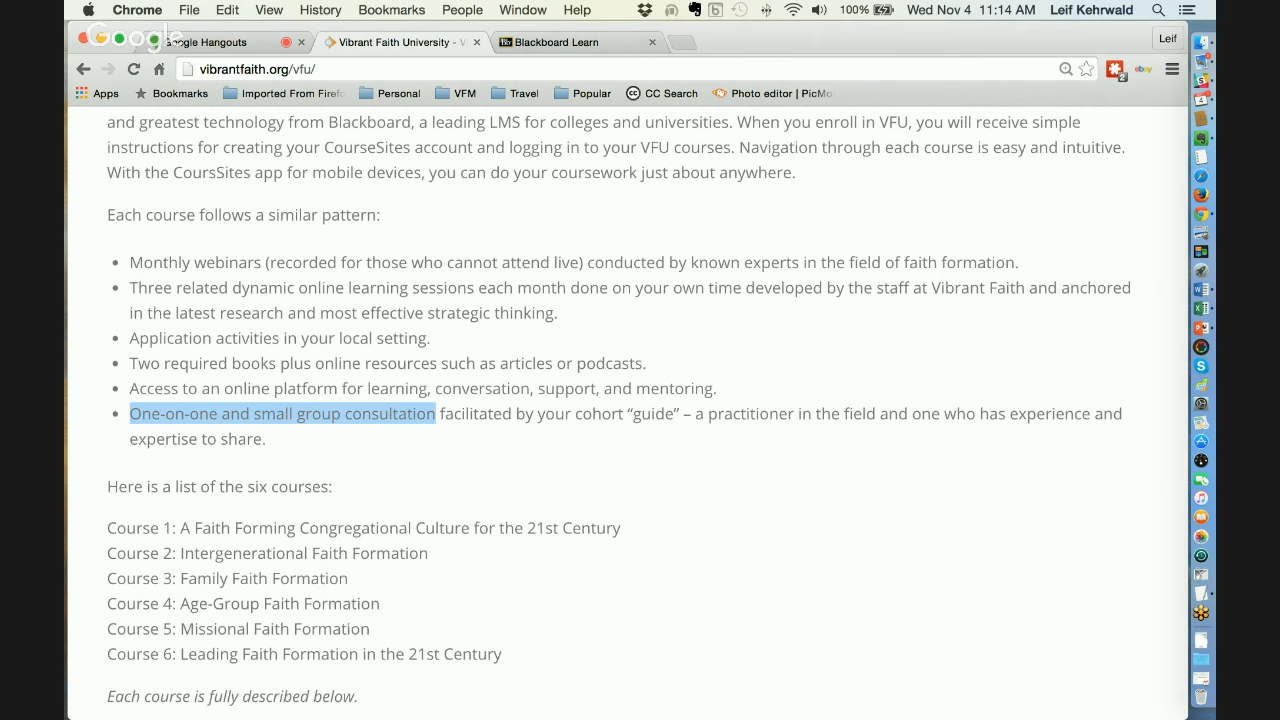 Chrome File Edit View History Bookmarks People Window Help 100% Wed Nov 4 11:14 AM Leif Kehrwald
Google
Google Hangouts Vibrant Faith University - V Blackboard Learn Leif
vibrantfaith.org/vfu/
Apps Bookmarks Imported From Firefo Personal VFM Travel Popular CC Search Photo editor | PicMo
and greatest technology from Blackboard, a leading LMS for colleges and universities. When you enroll in VFU, you will receive simple
instructions for creating your CourseSites account and logging in to your VFU courses. Navigation through each course is easy and intuitive.
With the CoursSites app for mobile devices, you can do your coursework just about anywhere.
Each course follows a similar pattern:
Monthly webinars (recorded for those who cannot attend live) conducted by known experts in the field of faith formation.
Three related dynamic online learning sessions each month done on your own time developed by the staff at Vibrant Faith and anchored
in the latest research and most effective strategic thinking.
Application activities in your local setting.
Two required books plus online resources such as articles or podcasts.
Access to an online platform for learning, conversation, support, and mentoring.
One-on-one and small group consultation facilitated by your cohort “guide” – a practitioner in the field and one who has experience and
expertise to share.
Here is a list of the six courses:
Course 1: A Faith Forming Congregational Culture for the 21st Century
Course 2: Intergenerational Faith Formation
Course 3: Family Faith Formation
Course 4: Age-Group Faith Formation
Course 5: Missional Faith Formation
Course 6: Leading Faith Formation in the 21st Century
Each course is fully described below.